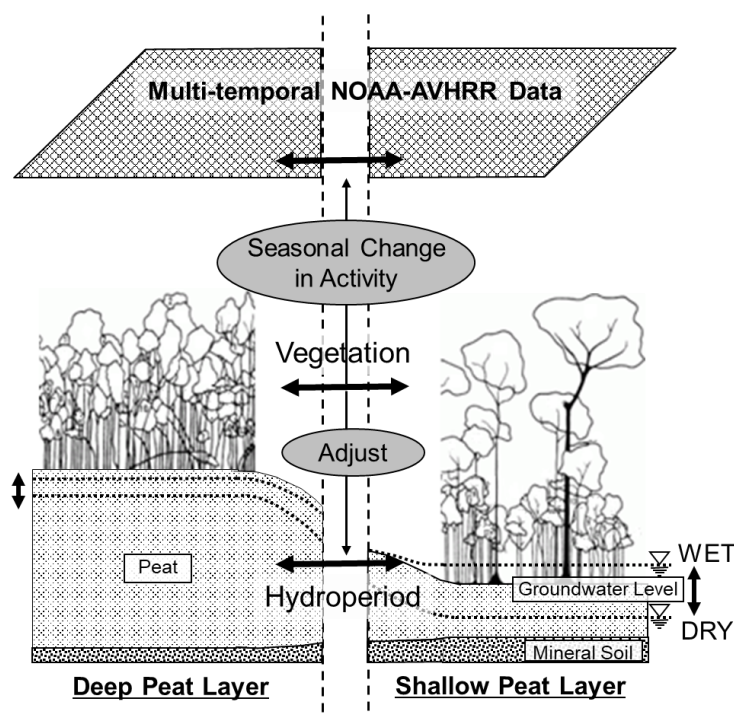 Multi-temporal NOAA-AVHRR Data
Seasonal Change
in Activity
Vegetation
Adjust
Peat
Hydroperiod
WET
Groundwater Level
DRY
Mineral Soil
Deep Peat Layer
Shallow Peat Layer